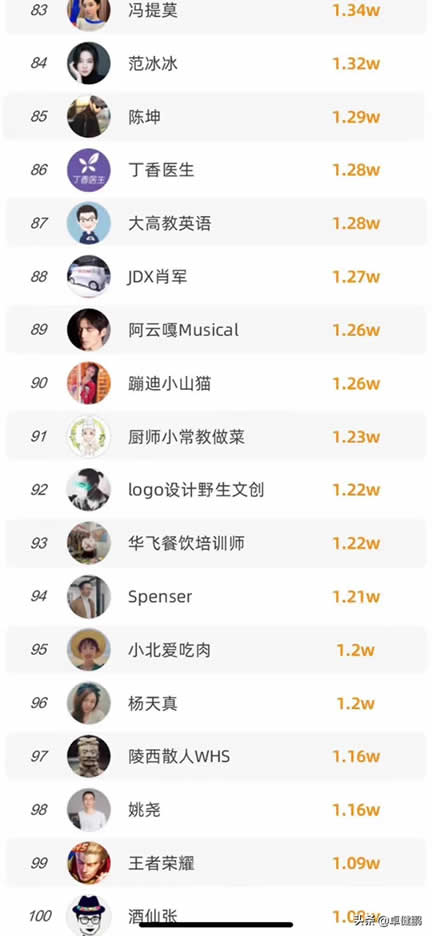 83 冯提莫 1.34w
84 范冰冰 1.32w
85 陈坤 1.29w
86 丁香医生 丁香医生 1.28w
87 大高教英语 1.28w
88 JDX肖军 1.27w
89 阿云嘎Musical 1.26w
90 蹦迪小山猫 1.26w
91 厨师小常教做菜 1.23w
92 logo设计野生文创 1.22w
93 华飞餐饮培训师 1.22w
94 Spenser 1.21w
95 小北爱吃肉 1.2w
96 杨天真 1.2w
97 陵西散人WHS 1.16w
98 姚尧 1.16w
99 王者荣耀 1.09w
100 酒仙张
头条 @卓健鹏